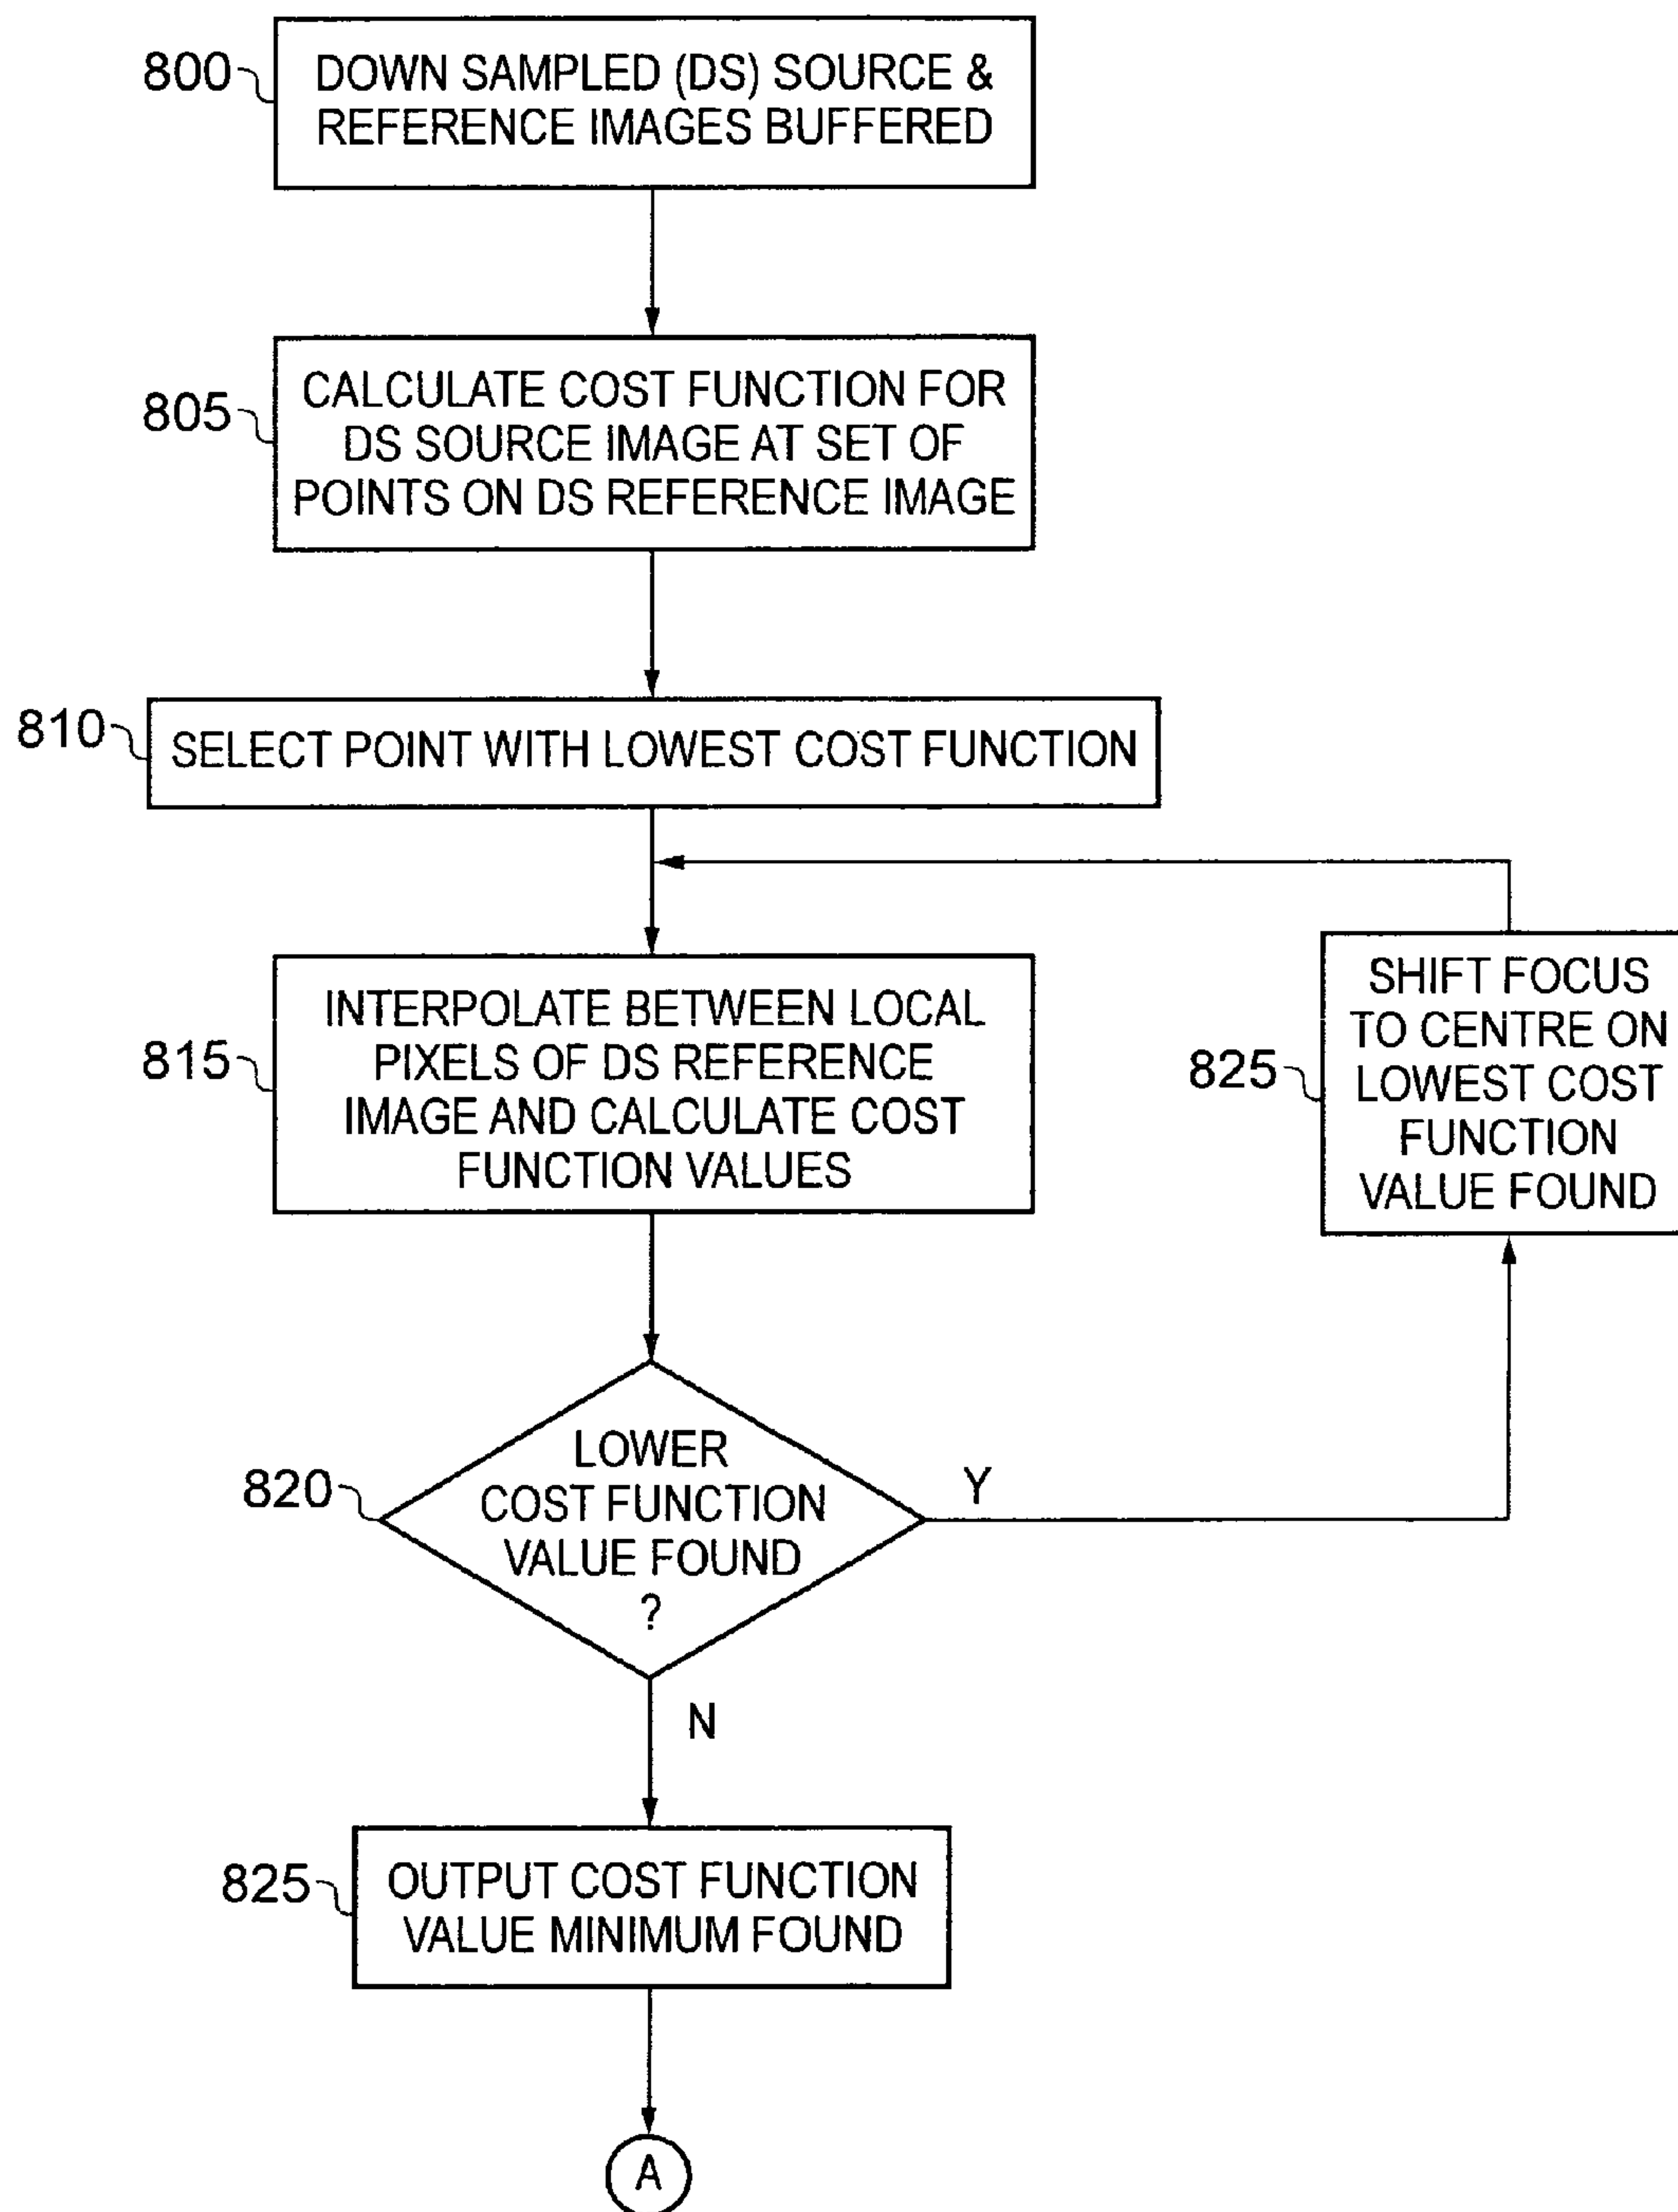 800
DOWN SAMPLED (DS) SOURCE &
REFERENCE IMAGES BUFFERED
805
CALCULATE COST FUNCTION FOR
DS SOURCE IMAGE AT SET OF
POINTS ON DS REFERENCE IMAGE
810
SELECT POINT WITH LOWEST COST FUNCTION
815
INTERPOLATE BETWEEN LOCAL
PIXELS OF DS REFERENCE
IMAGE AND CALCULATE COST
FUNCTION VALUES
825
SHIFT FOCUS
TO CENTRE ON
LOWEST COST
FUNCTION
VALUE FOUND
820
LOWER
COST FUNCTION
VALUE FOUND
?
Y
N
825
OUTPUT COST FUNCTION
VALUE MINIMUM FOUND
A